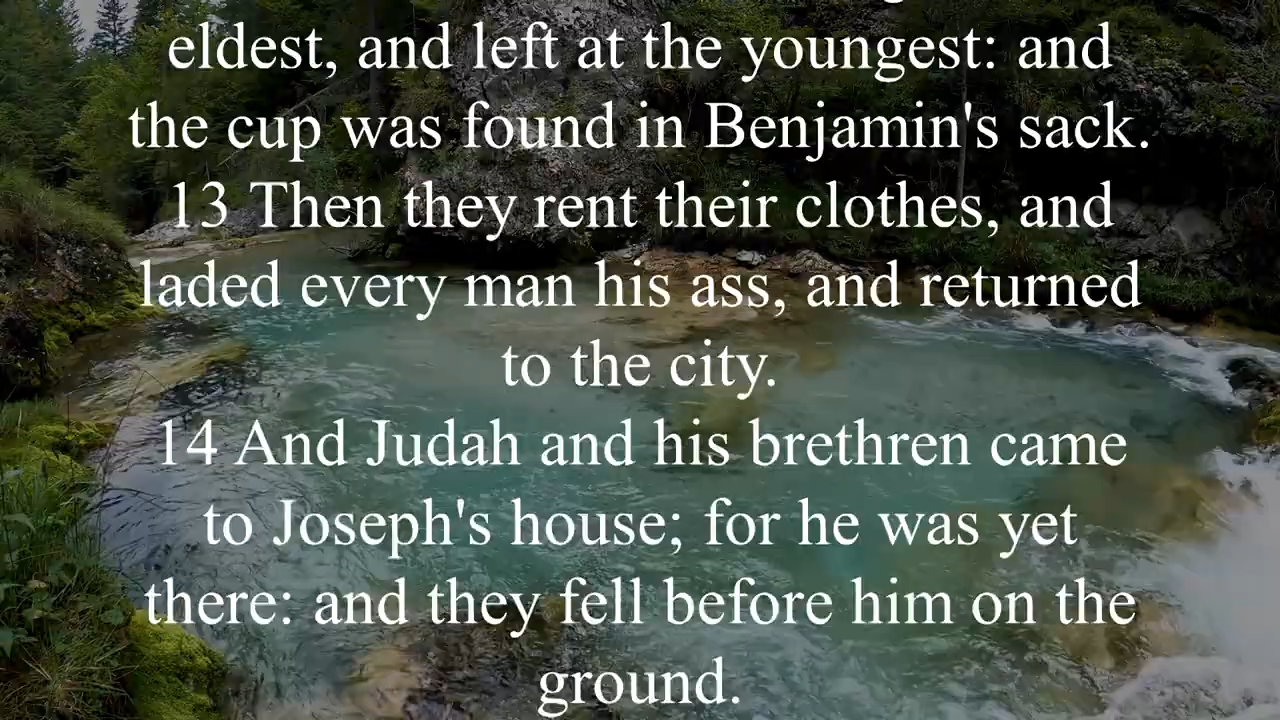 eldest, and left at the youngest: and
the cup was found in Benjamin's sack.
13 Then they rent their clothes, and
laded every man his ass, and returned
to the city.
14 And Judah and his brethren came
to Joseph's house; for he was yet
there: and they fell before him on the
ground.